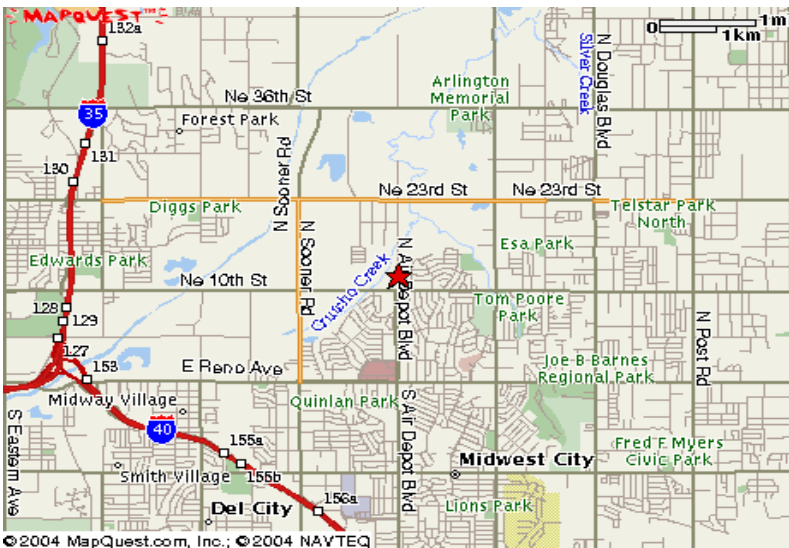 MAPQUEST
TM
132a
1m
1km
N Douglas Blvd
Silver Creek
Arlington
Memorial
Park
Ne 36th St
35
Forest Park
131
130
N Sooner Rd
Ne 23rd St
Ne 23rd St
Diggs Park
Telstar Park
North
Edwards Park
N Sooner Rd
Crutcho Creek
N Air Depot Blvd
Esa Park
Ne 10th St
Tom Poore
Park
128
129
127
N Post Rd
E Reno Ave
153
Joe B Barnes
Regional Park
Midway Village
Quinlan Park
S Eastern Ave
40
S Air Depot Blvd
155a
Fred F Myers
Civic Park
Midwest City
Smith Village
155b
156a
Del City
Lions Park
©2004 MapQuest.com, Inc.; ©2004 NAVTEQ